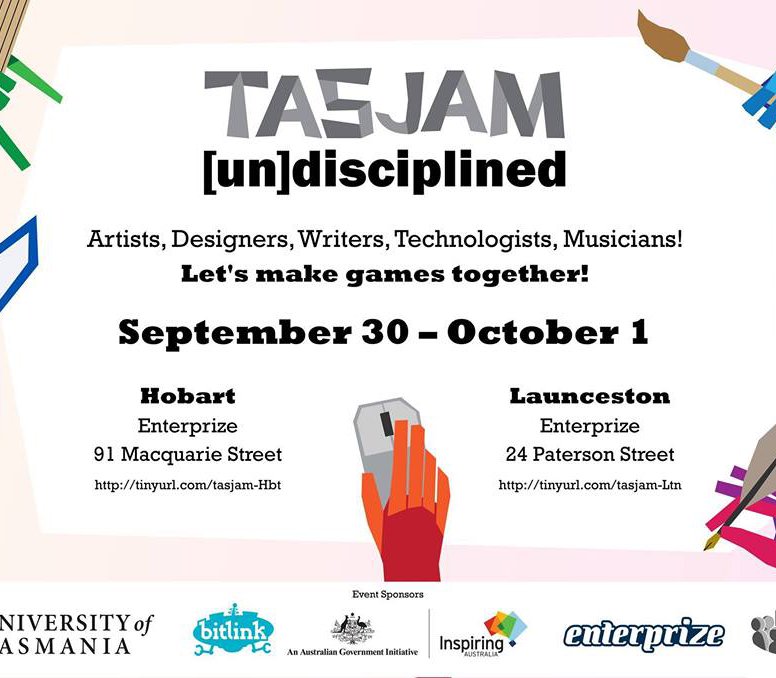 TASJAM
[un]disciplined
Artists, Designers, Writers, Technologists, Musicians!
Let's make games together!
September 30 – October 1
Hobart
Enterprize
91 Macquarie Street
http://tinyurl.com/tasjam-Hbt
Launceston
Enterprize
24 Paterson Street
http://tinyurl.com/tasjam-Ltn
Event Sponsors
NIVERSITY of
ASMANIA
bitlink
An Australian Government Initiative
Inspiring
AUSTRALIA
enterprize